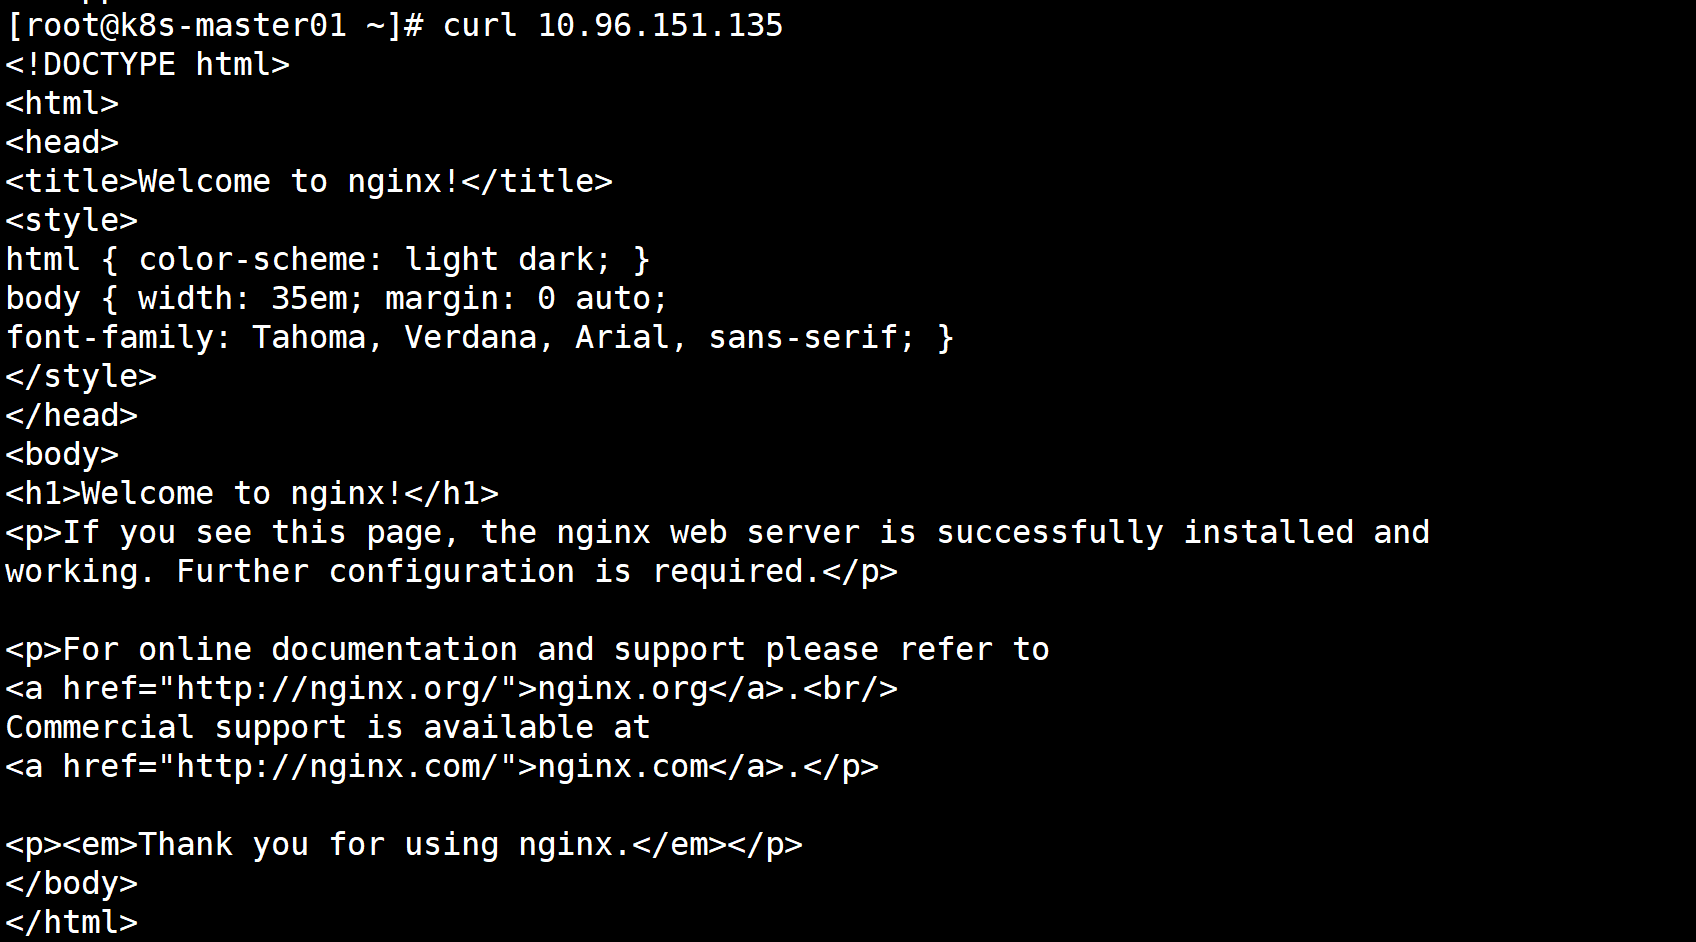 [root@k8s-master01 ~]# curl 10.96.151.135
<!DOCTYPE html>
<html>
<head>
<title>Welcome to nginx!</title>
<style>
html { color-scheme: light dark; }
body { width: 35em; margin: 0 auto;
font-family: Tahoma, Verdana, Arial, sans-serif; }
</style>
</head>
<body>
<h1>Welcome to nginx!</h1>
<p>If you see this page, the nginx web server is successfully installed and
working. Further configuration is required.</p>

<p>For online documentation and support please refer to
<a href="http://nginx.org/">nginx.org</a>.<br/>
Commercial support is available at
<a href="http://nginx.com/">nginx.com</a>.</p>

<p><em>Thank you for using nginx.</em></p>
</body>
</html>